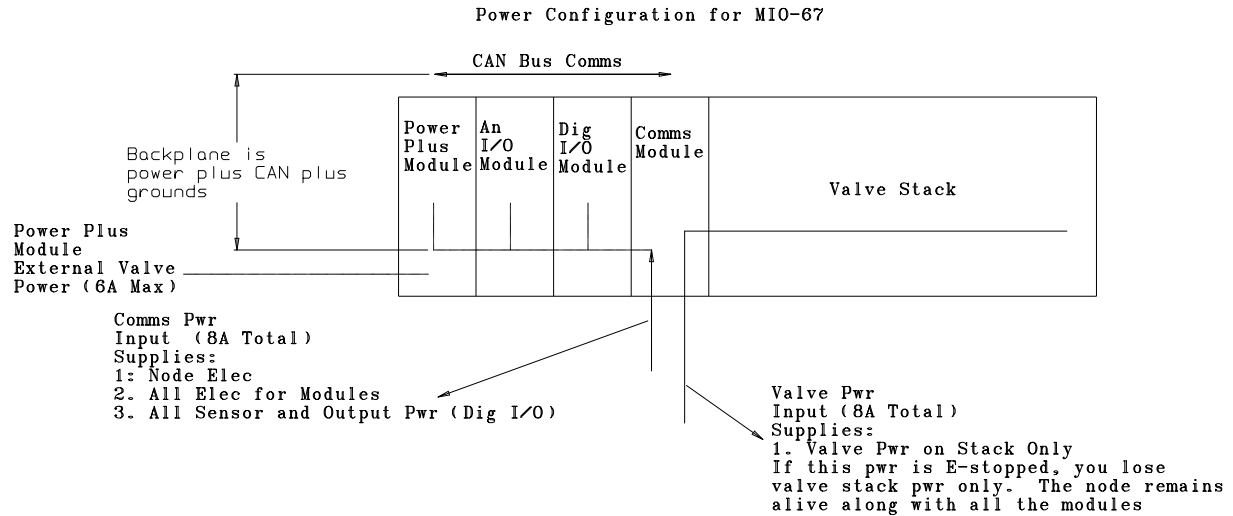 Power Configuration for MIO-67
CAN Bus Comms
Power
Plus
Module
An
I/O
Module
Dig
I/O
Module
Comms
Module
Valve Stack
Backplane is
power plus CAN plus
grounds
Power Plus
Module
External Valve
Power (6A Max)
Comms Pwr
Input (8A Total)
Supplies:
1: Node Elec
2. All Elec for Modules
3. All Sensor and Output Pwr (Dig I/O)
Valve Pwr
Input (8A Total)
Supplies:
1. Valve Pwr on Stack Only
If this pwr is E-stopped, you lose
valve stack pwr only. The node remains
alive along with all the modules